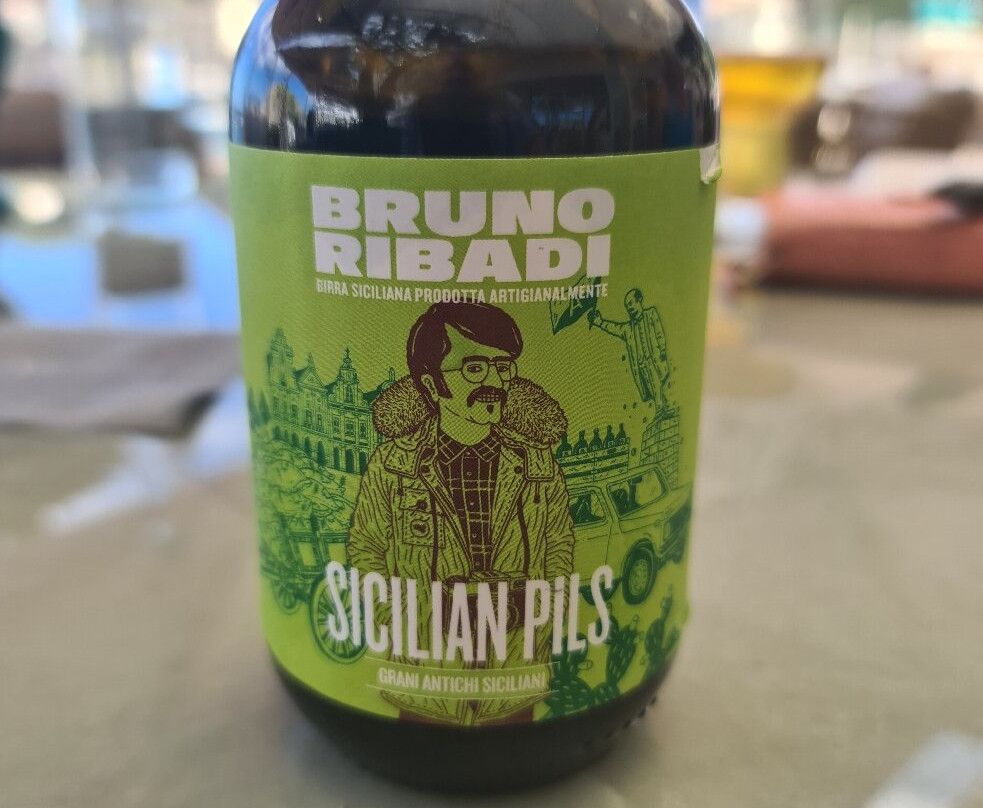 BRUNO
RIBADI
BIRRA SICILIANA PRODOTTA ARTIGIANALMENTE
SICILIAN PiLS
GRANI ANTICHI SICILIANI